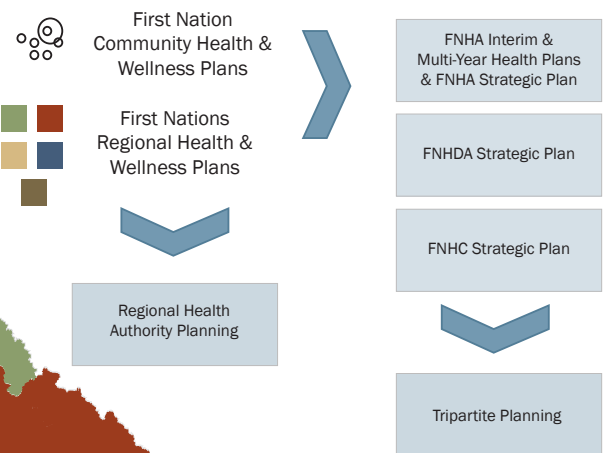 First Nation
Community Health &
Wellness Plans
First Nations
Regional Health &
Wellness Plans
Regional Health
Authority Planning
FNHA Interim &
Multi-Year Health Plans
& FNHA Strategic Plan
FNHDA Strategic Plan
FNHC Strategic Plan
Tripartite Planning